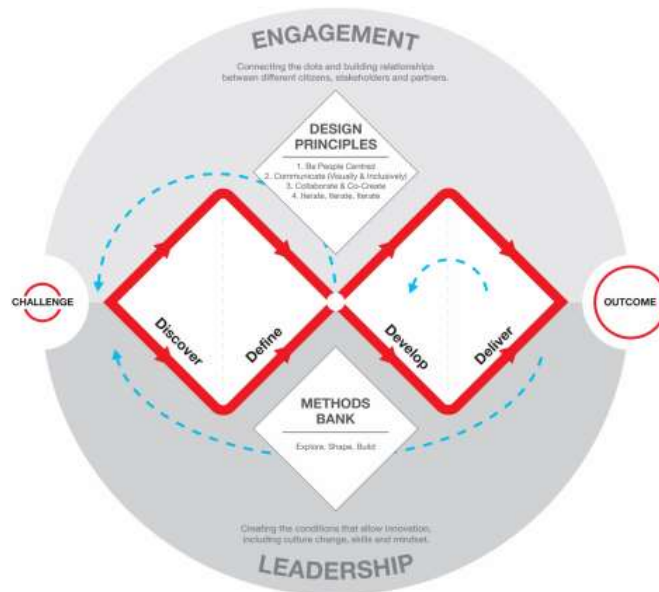 ENGAGEMENT
Connecting the dots and building relationships
between different citizens, stakeholders and partners.
DESIGN
PRINCIPLES
1. Be People Centred
2. Communicate (Visually & Inclusively)
3. Collaborate & Co-Create
4. Iterate, Iterate, Iterate
CHALLENGE
OUTCOME
Discover
Define
Develop
Deliver
METHODS
BANK
Explore, Shape, Build
Creating the conditions that allow innovation,
including culture change, skills and mindset.
LEADERSHIP